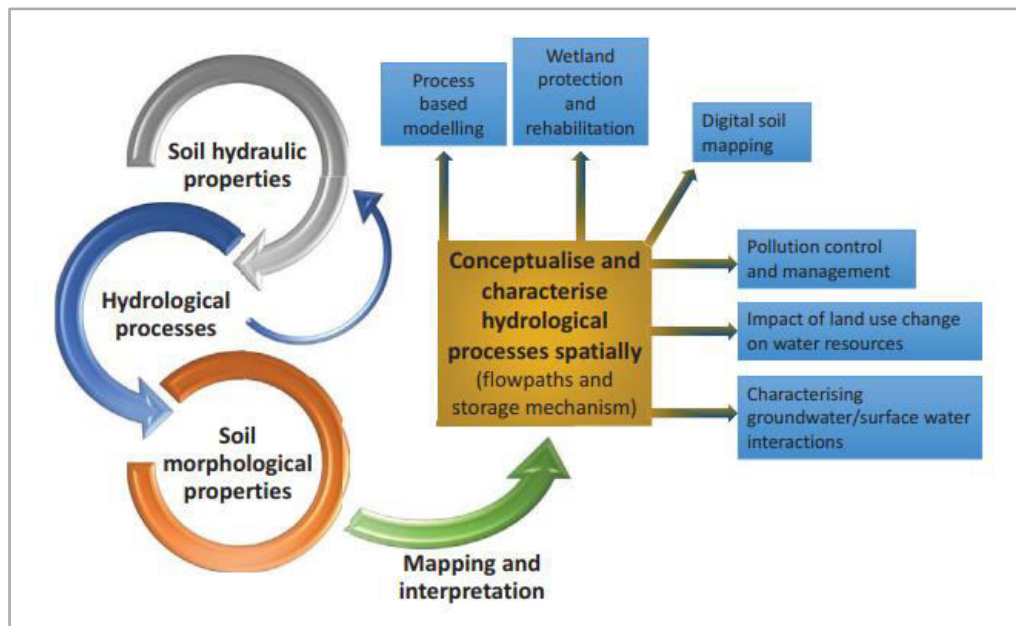 Soil hydraulic
properties
Hydrological
processes
Soil
morphological
properties
Mapping and
interpretation
Conceptualise and
characterise
hydrological
processes spatially
(flowpaths and
storage mechanism)
Process
based
modelling
Wetland
protection
and
rehabilitation
Digital soil
mapping
Pollution control
and management
Impact of land use change
on water resources
Characterising
groundwater/surface water
interactions